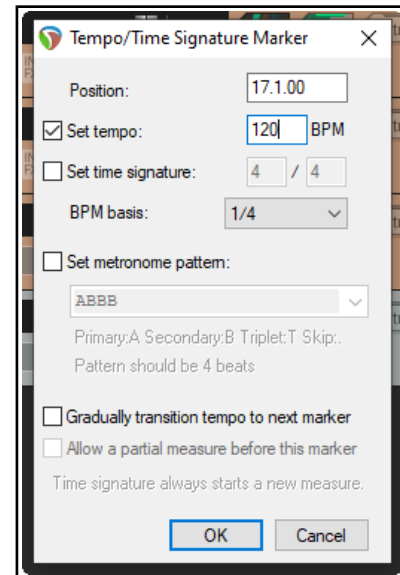 Tempo/Time Signature Marker
Position: 17.1.00
Set tempo: 120 BPM
Set time signature: 4 / 4
BPM basis: 1/4
Set metronome pattern:
ABBB
Primary:A Secondary:B Triplet:T Skip:.
Pattern should be 4 beats
Gradually transition tempo to next marker
Allow a partial measure before this marker
Time signature always starts a new measure.
OK Cancel